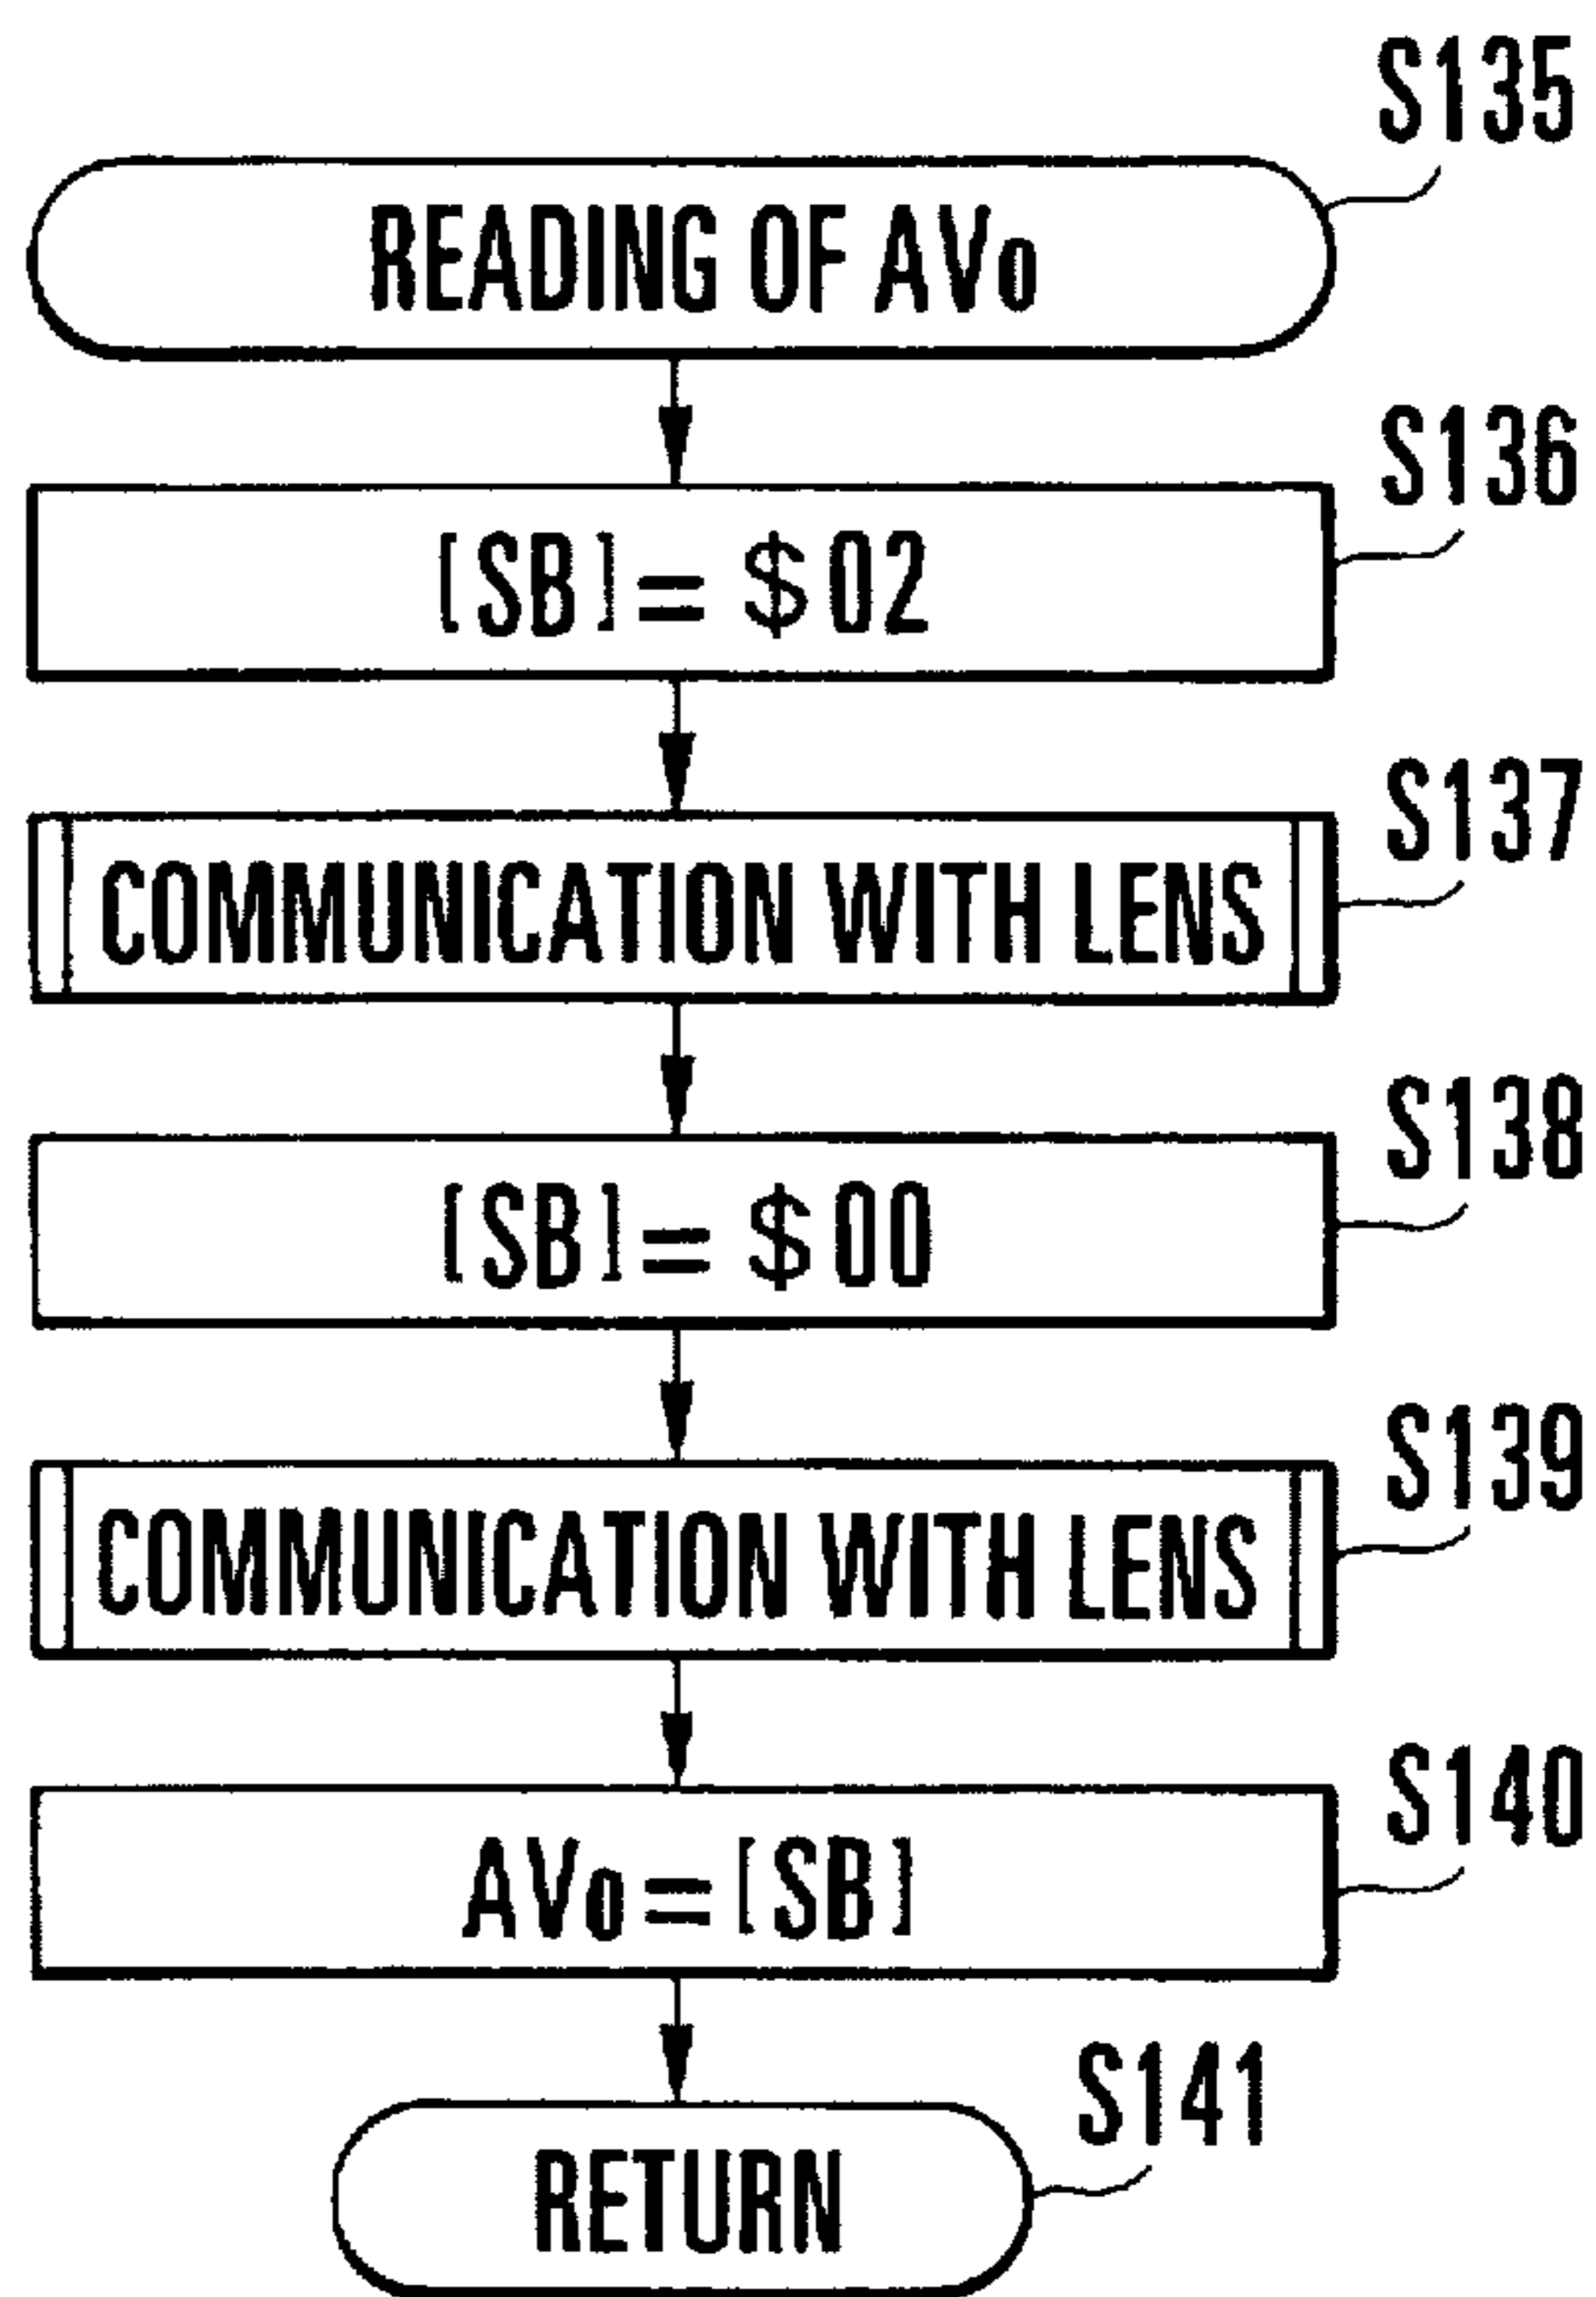 S135
READING OF AVo
S136
[SB]= $02
S137
COMMUNICATION WITH LENS
S138
[SB]= $00
S139
COMMUNICATION WITH LENS
S140
AVo=[SB]
S141
RETURN